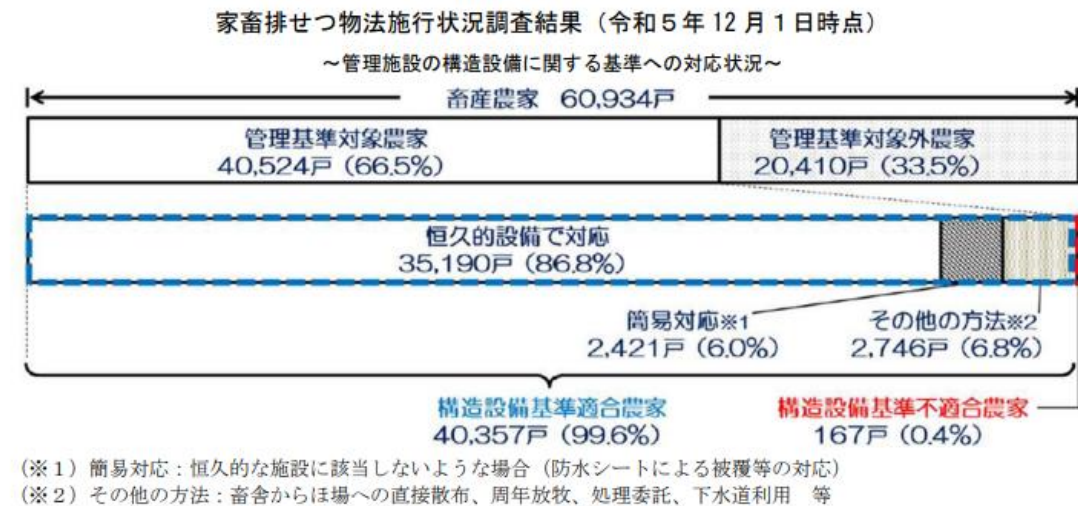 家畜排せつ物法施行状況調査結果（令和５年 12 月１日時点）
～管理施設の構造設備に関する基準への対応状況～
畜産農家 60,934戸
管理基準対象農家
40,524戸 (66.5%)
管理基準対象外農家
20,410戸 (33.5%)
恒久的設備で対応
35,190戸 (86.8%)
簡易対応※1
2,421戸 (6.0%)
その他の方法※2
2,746戸 (6.8%)
構造設備基準適合農家
40,357戸 (99.6%)
構造設備基準不適合農家
167戸 (0.4%)
(※１）簡易対応：恒久的な施設に該当しないような場合（防水シートによる被覆等の対応）
(※２）その他の方法：畜舎からほ場への直接散布、周年放牧、処理委託、下水道利用　等